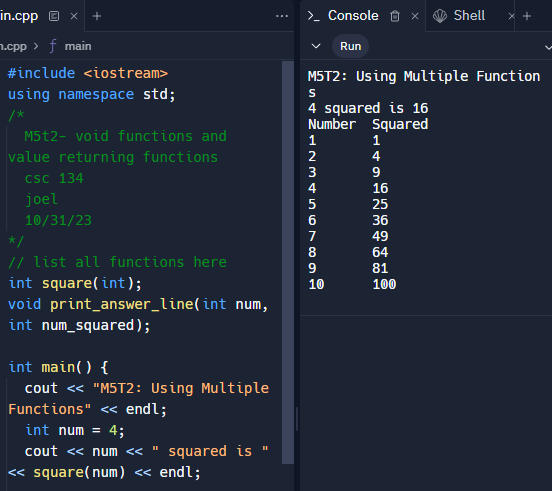 in.cpp
Console
Shell
n.cpp > f main
Run
#include <iostream>
using namespace std;
/*
M5t2- void functions and
value returning functions
csc 134
joel
10/31/23
*/
// list all functions here
int square(int);
void print_answer_line(int num,
int num_squared);
int main() {
cout << "M5T2: Using Multiple
Functions" << endl;
int num = 4;
cout << num << " squared is "
<< square(num) << endl;
M5T2: Using Multiple Function
s
4 squared is 16
Number Squared
1 1
2 4
3 9
4 16
5 25
6 36
7 49
8 64
9 81
10 100